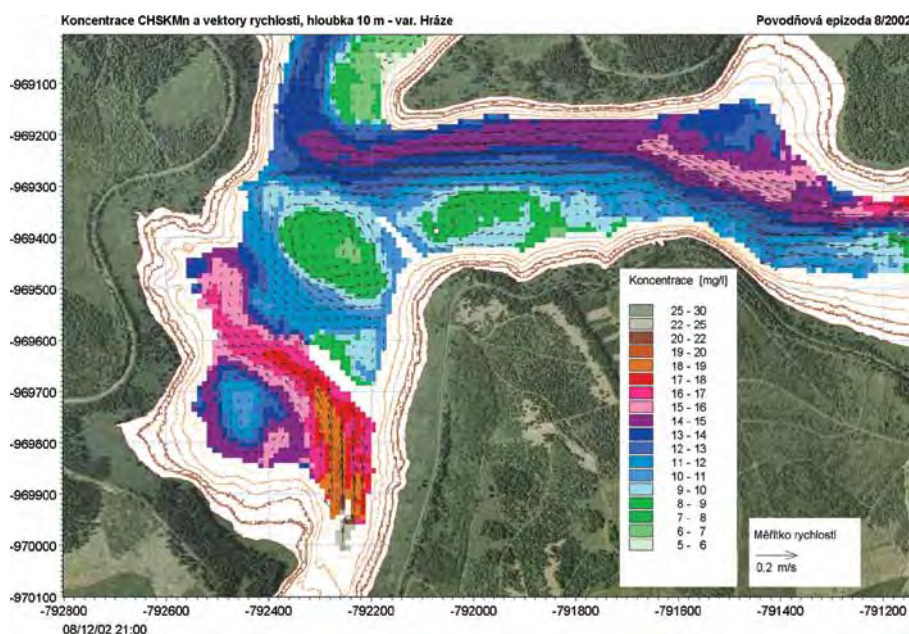 Koncentrace CHSKMn a vektory rychlosti, hloubka 10 m - var. Hráze
Povodňová epizoda 8/2002
-969100
-969200
-969300
-969400
-969500
-969600
-969700
-969800
-969900
-970000
-970100
Koncentrace [mg/l]
25 - 30
22 - 25
20 - 22
19 - 20
18 - 19
17 - 18
16 - 17
15 - 16
14 - 15
13 - 14
12 - 13
11 - 12
10 - 11
9 - 10
8 - 9
7 - 8
6 - 7
5 - 6
Měřítko rychlosti
0.2 m/s
-792800 -792600 -792400 -792200 -792000 -791800 -791600 -791400 -791200
08/12/02 21:00